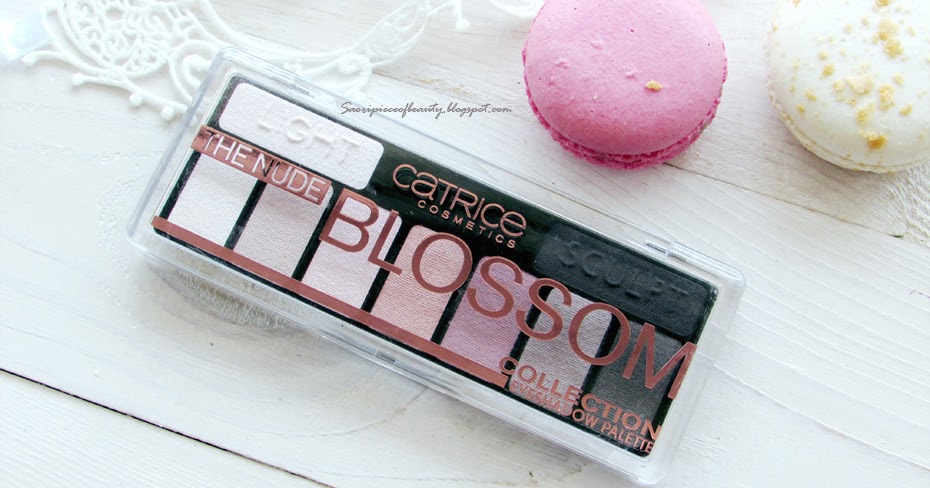 Saoripieceofbeauty.blogspot.com
LIGHT
CATRICE
COSMETICS
THE NUDE
BLOSSOM
SCULPT
COLLECTION
EYESHADOW PALETTE